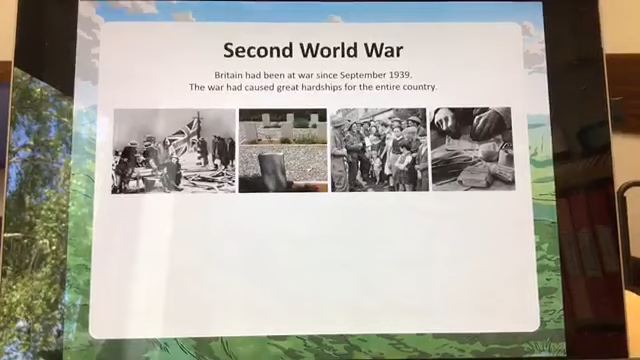 Second World War
Britain had been at war since September 1939.
The war had caused great hardships for the entire country.